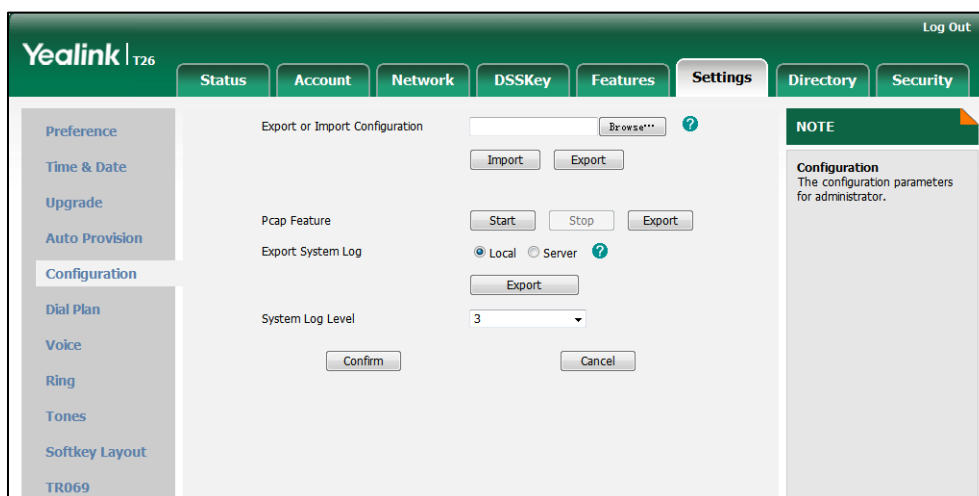 Log Out
Yealink | T26
Status Account Network DSSKey Features Settings Directory Security
Preference
Time & Date
Upgrade
Auto Provision
Configuration
Dial Plan
Voice
Ring
Tones
Softkey Layout
TR069
Export or Import Configuration Browse... ?
Import Export
Pcap Feature Start Stop Export
Export System Log Local Server ?
Export
System Log Level 3
Confirm Cancel
NOTE
Configuration
The configuration parameters
for administrator.